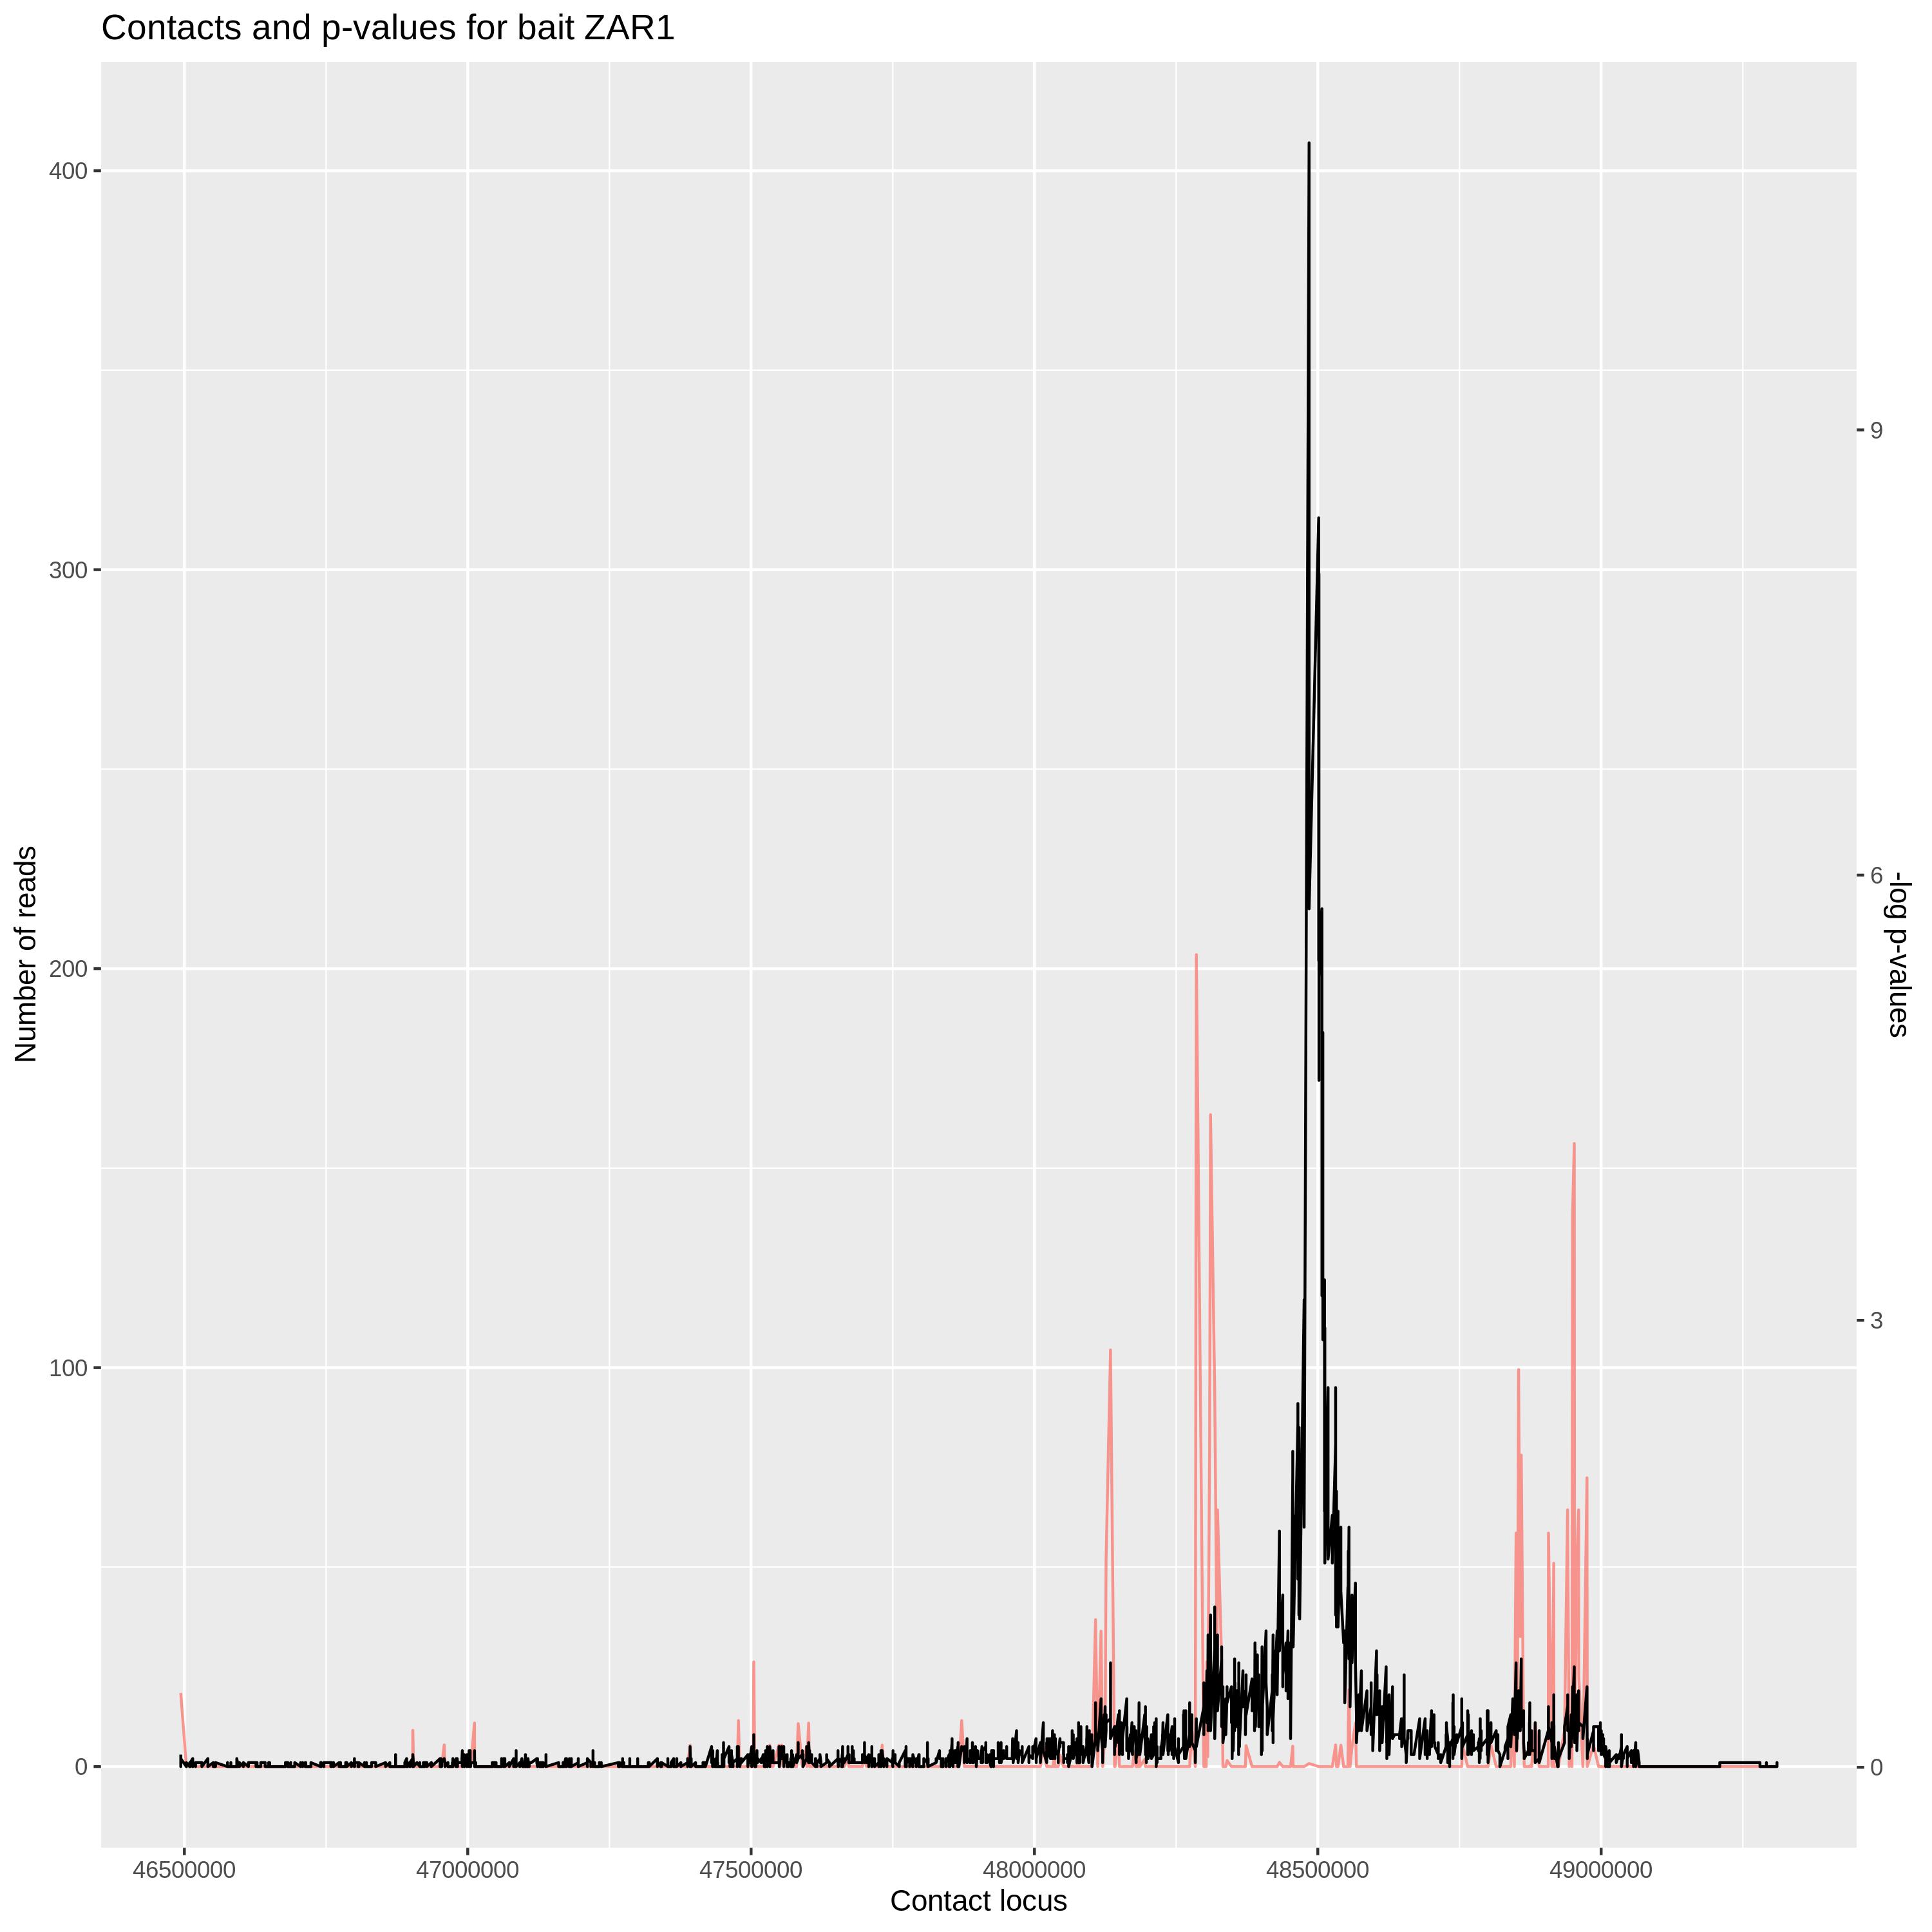 Contacts and p-values for bait ZAR1
400
300
200
100
0
Number of reads
9
6
3
0
-log p-values
46500000 47000000 47500000 48000000 48500000 49000000
Contact locus